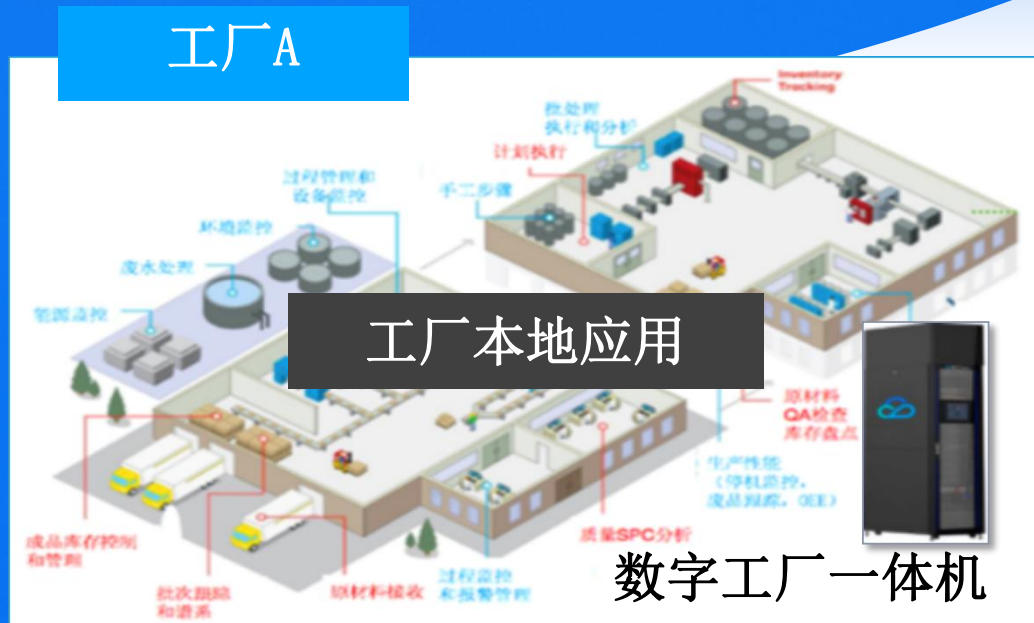 工厂A
Inventory
Tracking
批处理
执行和分析
计划执行
过程管理和
设备监控
手工步骤
环境监控
废水处理
能源监控
工厂本地应用
原材料
QA检查
库存盘点
生产性能
（停机监控，
废品跟踪，OEE）
质量SPC分析
成品库存控制
和管理
数字工厂一体机
过程监控
和报警管理
原材料接收
批次跟踪
和谱系